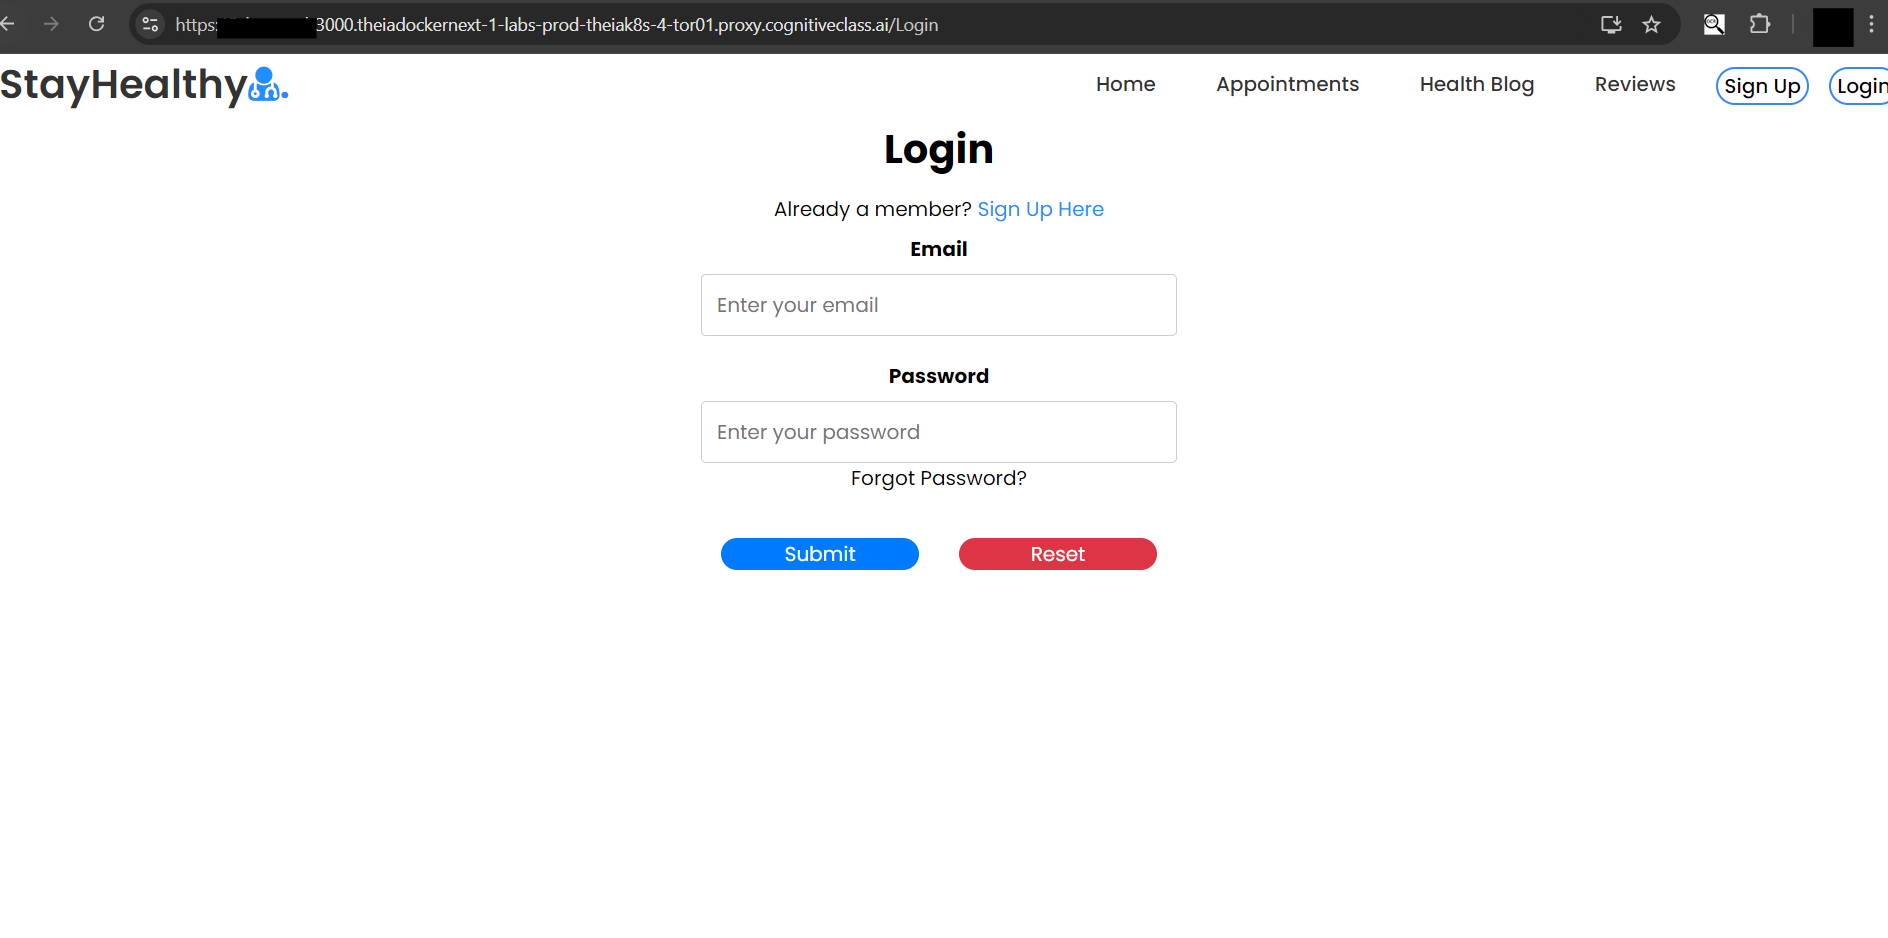 https: 3000.theiadockernext-1-labs-prod-theiak8s-4-tor01.proxy.cognitiveclass.ai/Login
StayHealthy. Home Appointments Health Blog Reviews Sign Up Login
Login
Already a member? Sign Up Here
Email
Enter your email
Password
Enter your password
Forgot Password?
Submit Reset